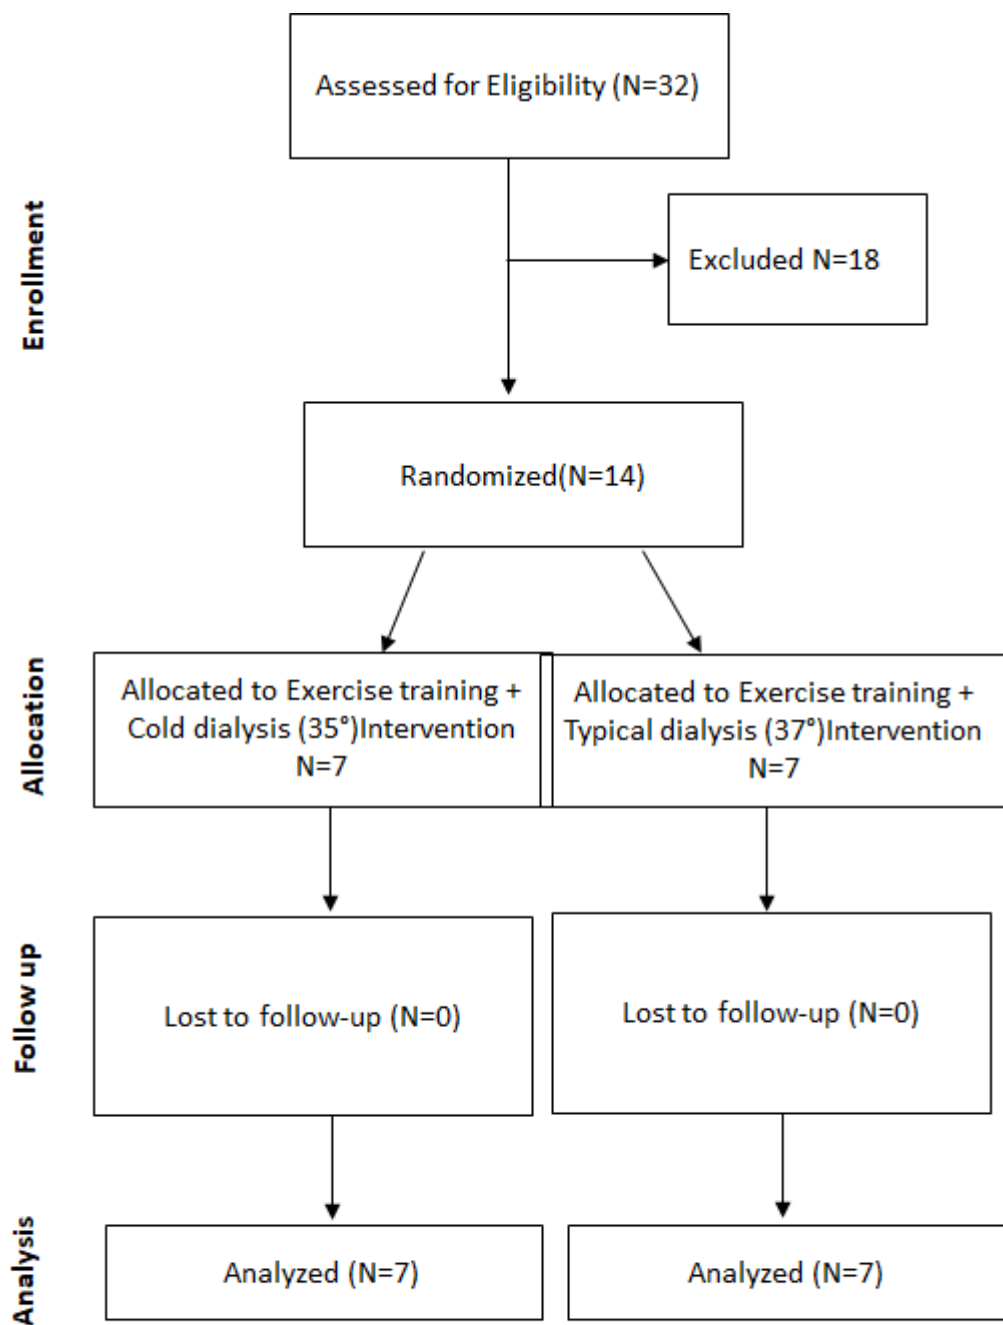 Assessed for Eligibility (N=32)
Enrollment
Excluded N=18
Randomized(N=14)
Allocation
Allocated to Exercise training +
Cold dialysis (35°)Intervention
N=7
Allocated to Exercise training +
Typical dialysis (37°)Intervention
N=7
Follow up
Lost to follow-up (N=0)
Lost to follow-up (N=0)
Analysis
Analyzed (N=7)
Analyzed (N=7)